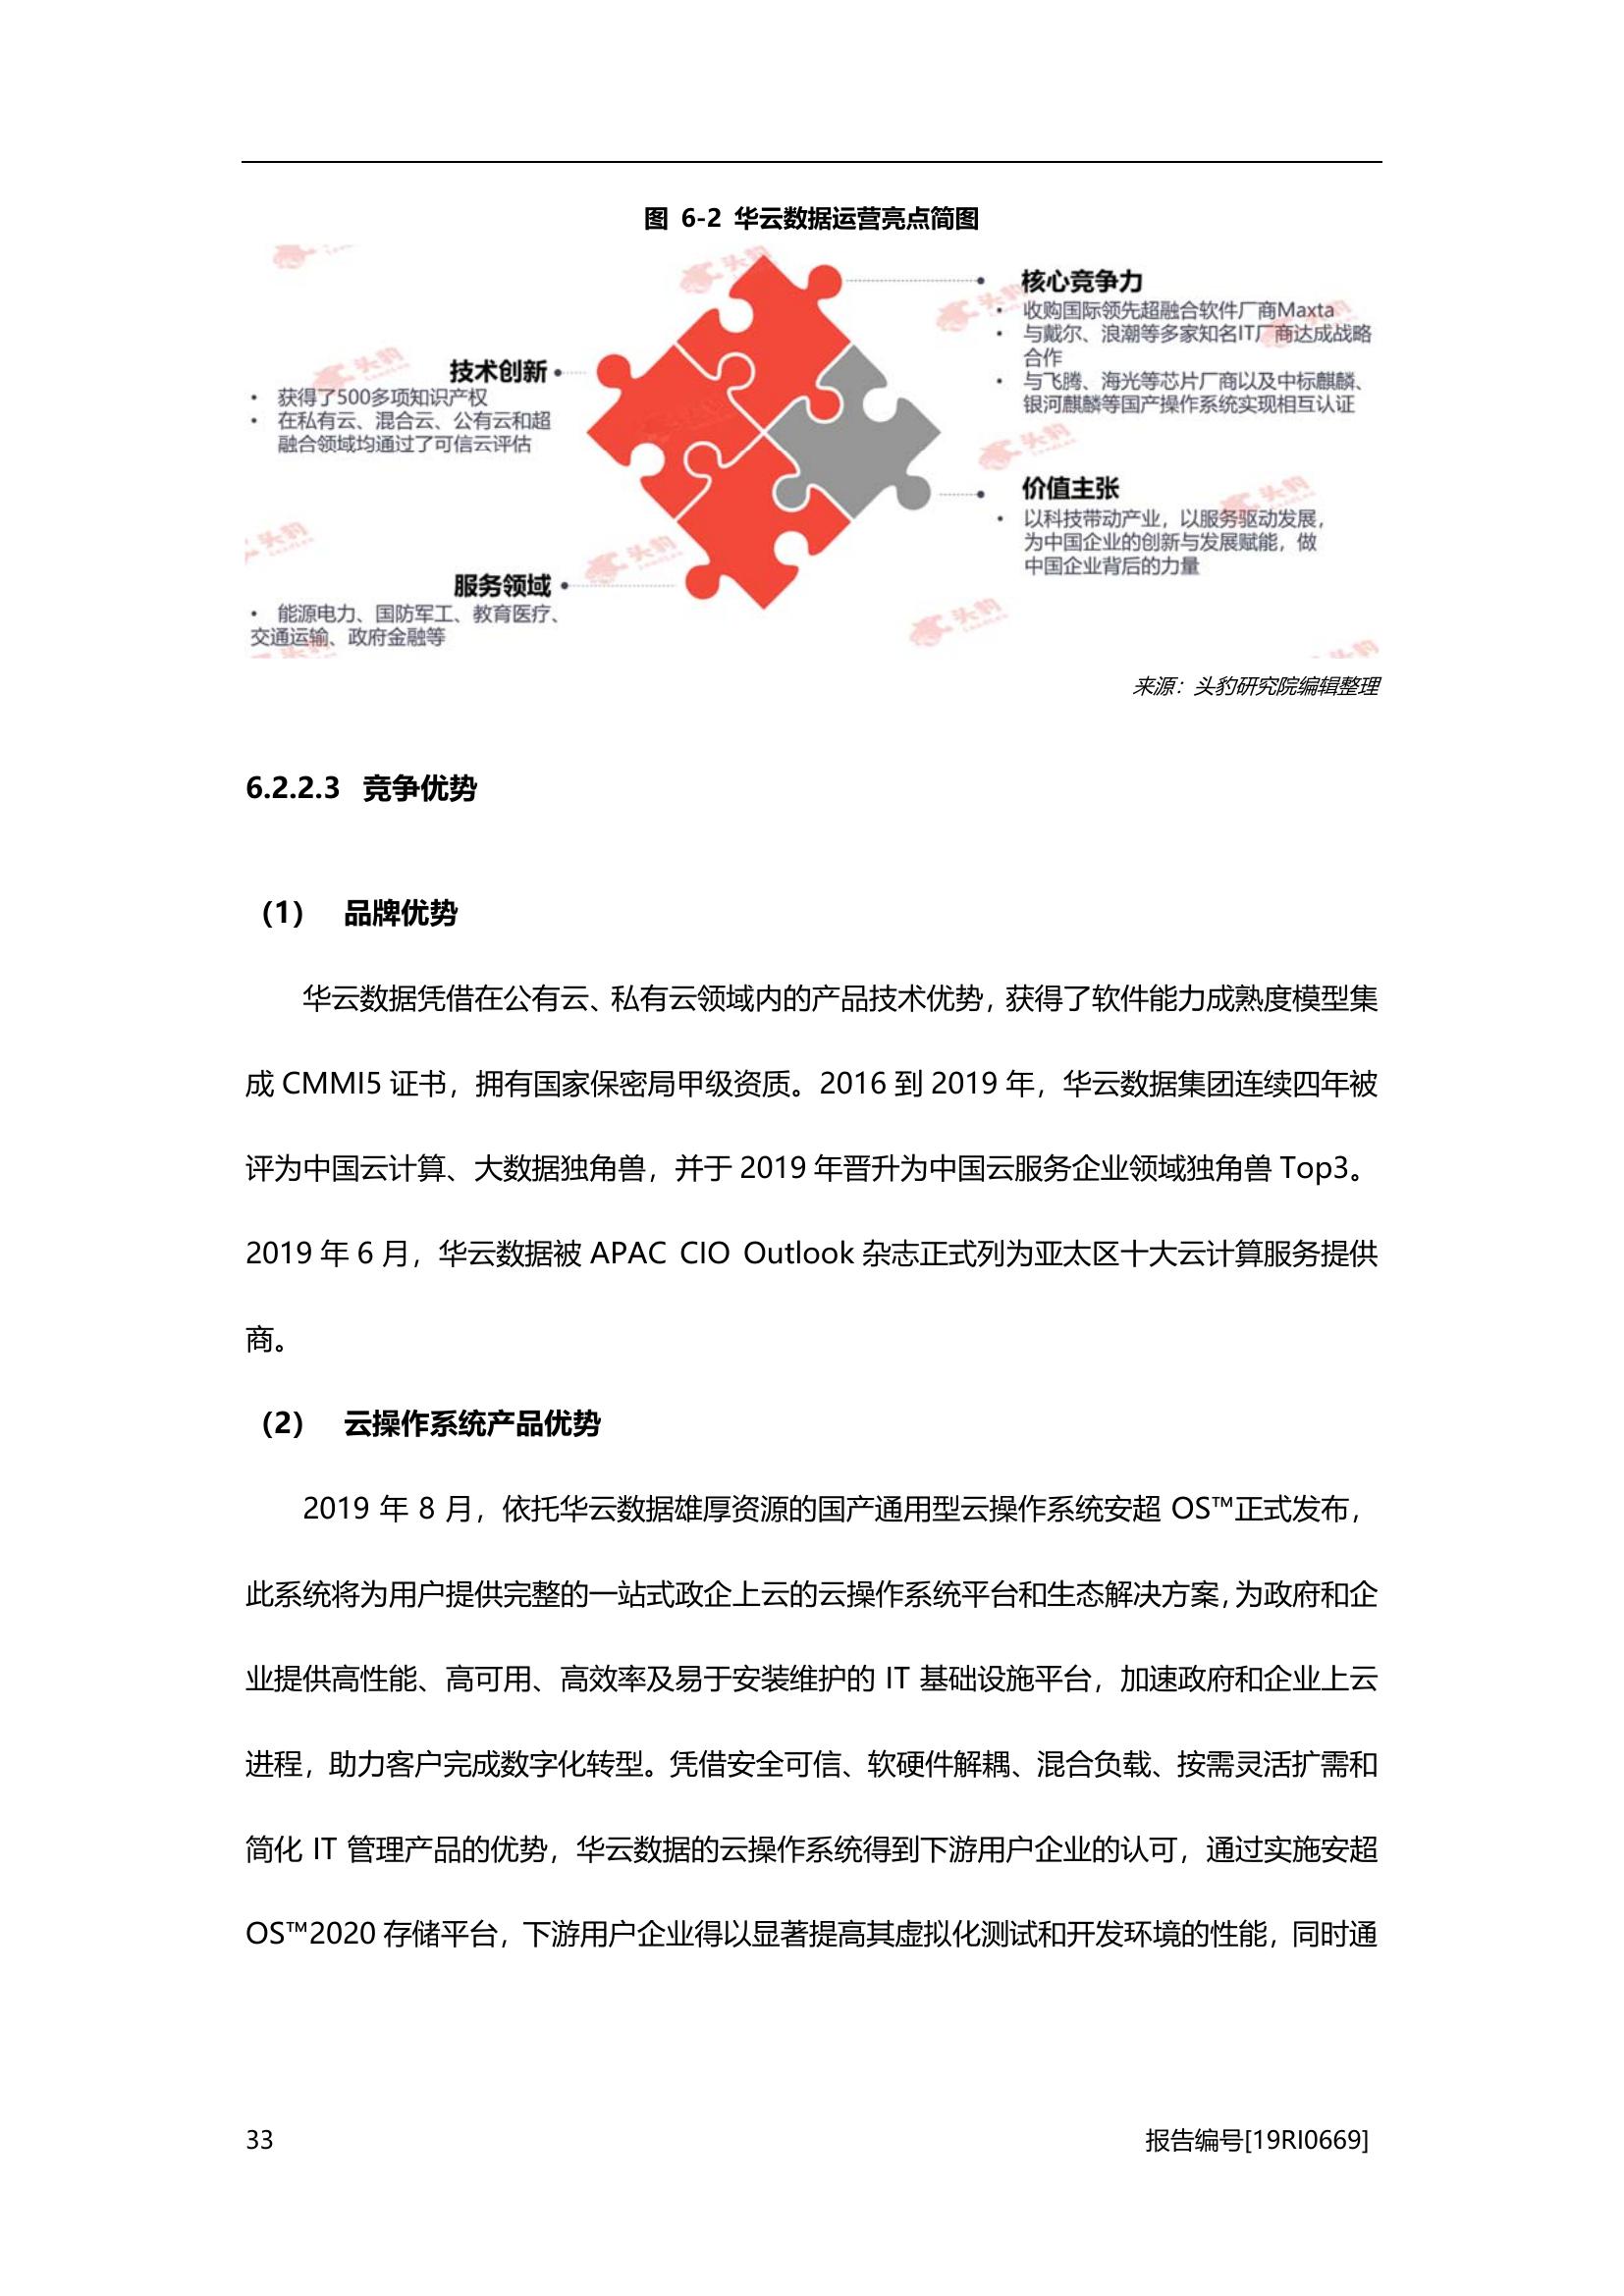 图 6-2 华云数据运营亮点简图
核心竞争力
• 收购国际领先超融合软件厂商Maxta
• 与戴尔、浪潮等多家知名IT厂商达成战略
合作
• 与飞腾、海光等芯片厂商以及中标麒麟、
银河麒麟等国产操作系统实现相互认证
技术创新
• 获得了500多项知识产权
• 在私有云、混合云、公有云和超
融合领域均通过了可信云评估
价值主张
• 以科技带动产业，以服务驱动发展，
为中国企业的创新与发展赋能，做
中国企业背后的力量
服务领域
• 能源电力、国防军工、教育医疗、
交通运输、政府金融等
头豹
头豹
头豹
头豹
头豹
头豹
头豹
头豹
头豹
来源：头豹研究院编辑整理
6.2.2.3 竞争优势
（1） 品牌优势
华云数据凭借在公有云、私有云领域内的产品技术优势，获得了软件能力成熟度模型集
成 CMMI5 证书，拥有国家保密局甲级资质。2016 到 2019 年，华云数据集团连续四年被
评为中国云计算、大数据独角兽，并于 2019 年晋升为中国云服务企业领域独角兽 Top3。
2019 年 6 月，华云数据被 APAC CIO Outlook 杂志正式列为亚太区十大云计算服务提供
商。
（2） 云操作系统产品优势
2019 年 8 月，依托华云数据雄厚资源的国产通用型云操作系统安超 OS™正式发布，
此系统将为用户提供完整的一站式政企上云的云操作系统平台和生态解决方案，为政府和企
业提供高性能、高可用、高效率及易于安装维护的 IT 基础设施平台，加速政府和企业上云
进程，助力客户完成数字化转型。凭借安全可信、软硬件解耦、混合负载、按需灵活扩需和
简化 IT 管理产品的优势，华云数据的云操作系统得到下游用户企业的认可，通过实施安超
OS™2020 存储平台，下游用户企业得以显著提高其虚拟化测试和开发环境的性能，同时通
33
报告编号[19RI0669]